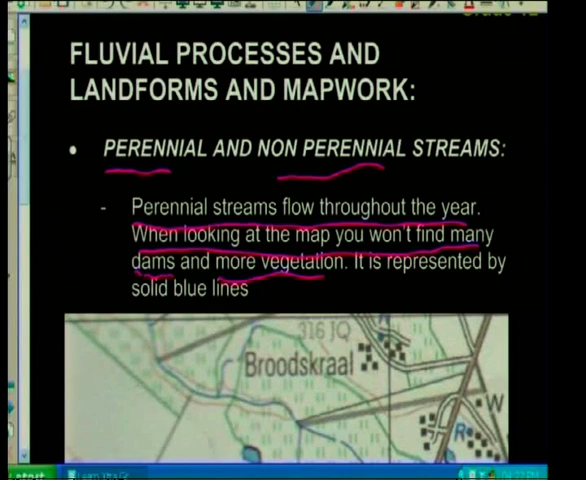 FLUVIAL PROCESSES AND
LANDFORMS AND MAPWORK:
• PERENNIAL AND NON PERENNIAL STREAMS:
- Perennial streams flow throughout the year.
When looking at the map you won't find many
dams and more vegetation. It is represented by
solid blue lines
316 JQ
Broodskraal
W
R
start